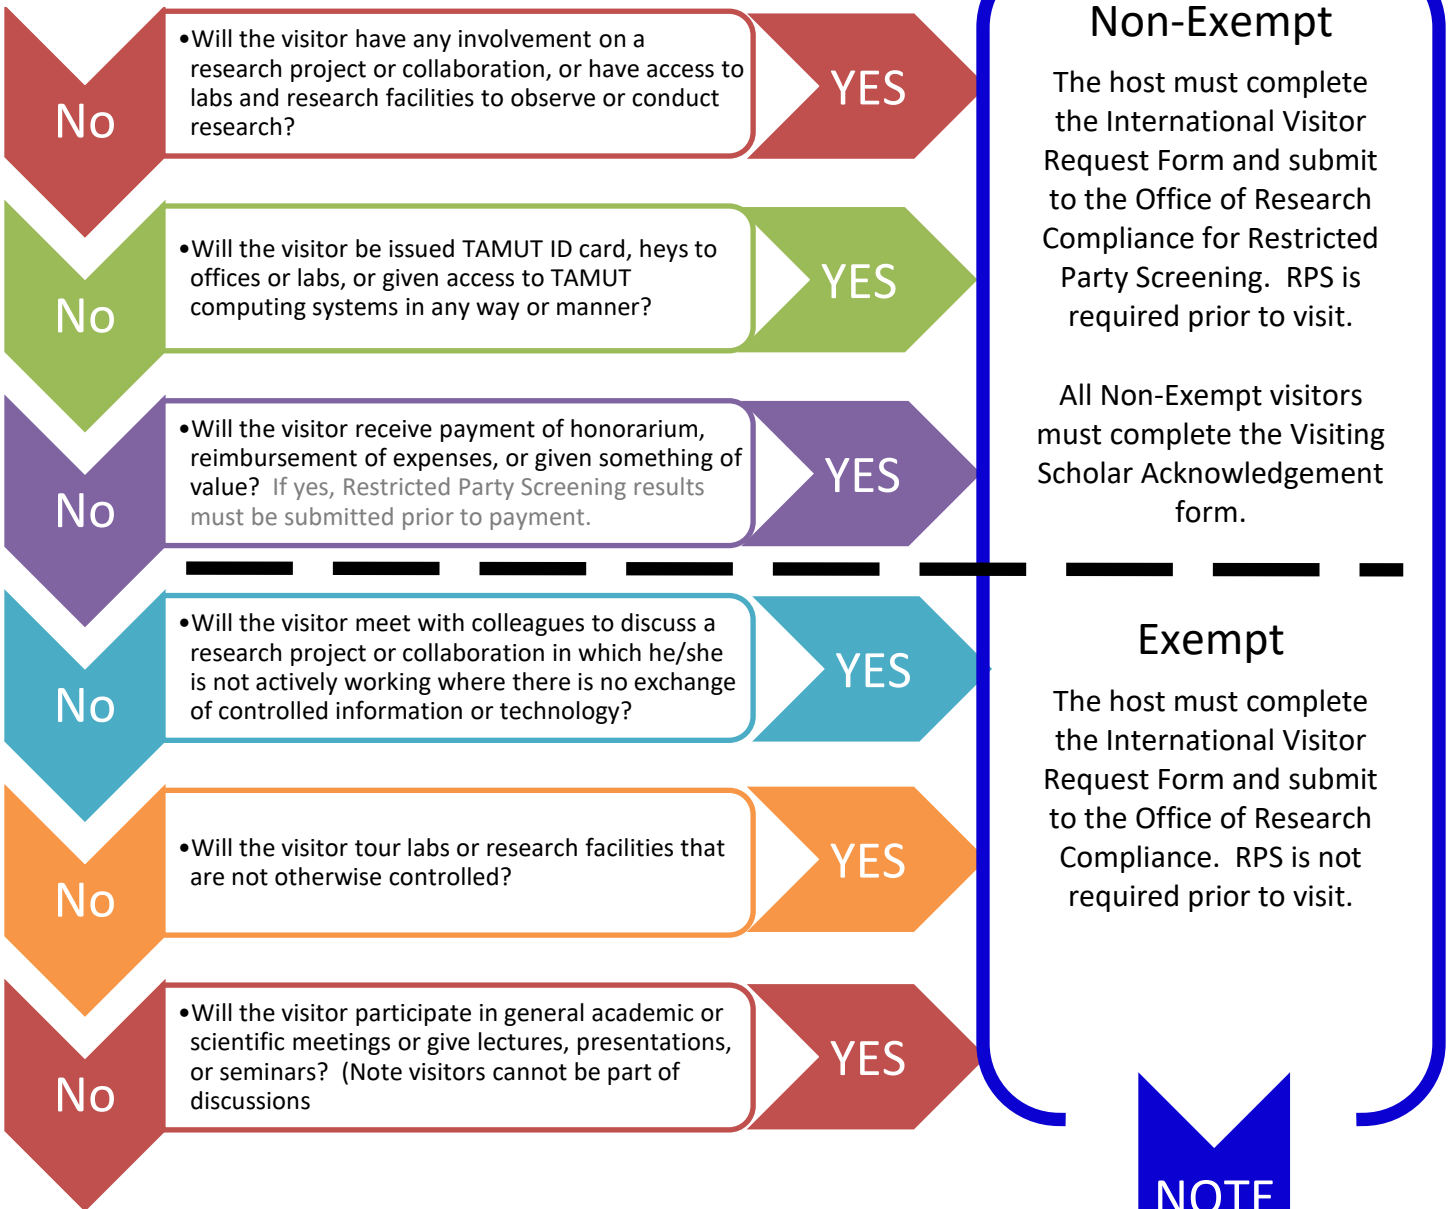 No
•Will the visitor have any involvement on a
research project or collaboration, or have access to
labs and research facilities to observe or conduct
research?
YES
No
•Will the visitor be issued TAMUT ID card, heys to
offices or labs, or given access to TAMUT
computing systems in any way or manner?
YES
No
•Will the visitor receive payment of honorarium,
reimbursement of expenses, or given something of
value?  If yes, Restricted Party Screening results
must be submitted prior to payment.
YES
No
•Will the visitor meet with colleagues to discuss a
research project or collaboration in which he/she
is not actively working where there is no exchange
of controlled information or technology?
YES
No
•Will the visitor tour labs or research facilities that
are not otherwise controlled?
YES
No
•Will the visitor participate in general academic or
scientific meetings or give lectures, presentations,
or seminars?  (Note visitors cannot be part of
discussions
YES
Non-Exempt
The host must complete
the International Visitor
Request Form and submit
to the Office of Research
Compliance for Restricted
Party Screening.  RPS is
required prior to visit.
All Non-Exempt visitors
must complete the Visiting
Scholar Acknowledgement
form.
Exempt
The host must complete
the International Visitor
Request Form and submit
to the Office of Research
Compliance.  RPS is not
required prior to visit.
NOTE